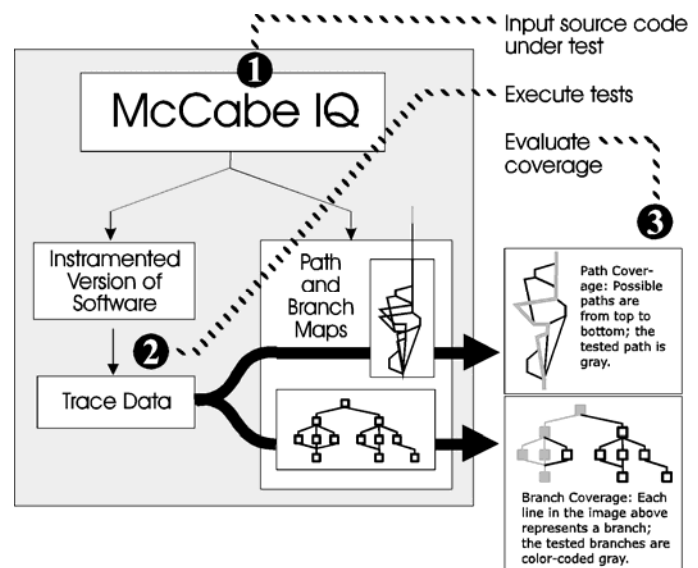 1
Input source code
under test
McCabe IQ
Execute tests
Evaluate
coverage
3
Instramented
Version of
Software
Path
and
Branch
Maps
2
Trace Data
Path Cover-
age: Possible
paths are
from top to
bottom; the
tested path is
gray.
Branch Coverage: Each
line in the image above
represents a branch;
the tested branches are
color-coded gray.